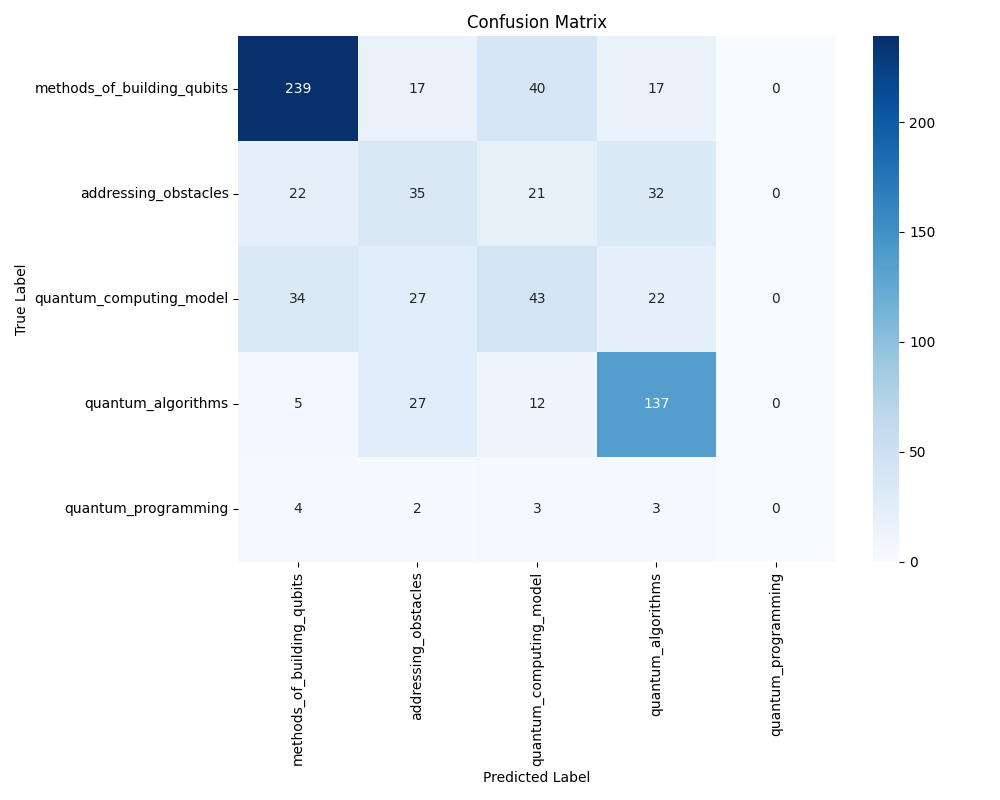 Confusion Matrix
True Label
methods_of_building_qubits 239 17 40 17 0
addressing_obstacles 22 35 21 32 0
quantum_computing_model 34 27 43 22 0
quantum_algorithms 5 27 12 137 0
quantum_programming 4 2 3 3 0
methods_of_building_qubits
addressing_obstacles
quantum_computing_model
quantum_algorithms
quantum_programming
Predicted Label
200
150
100
50
0